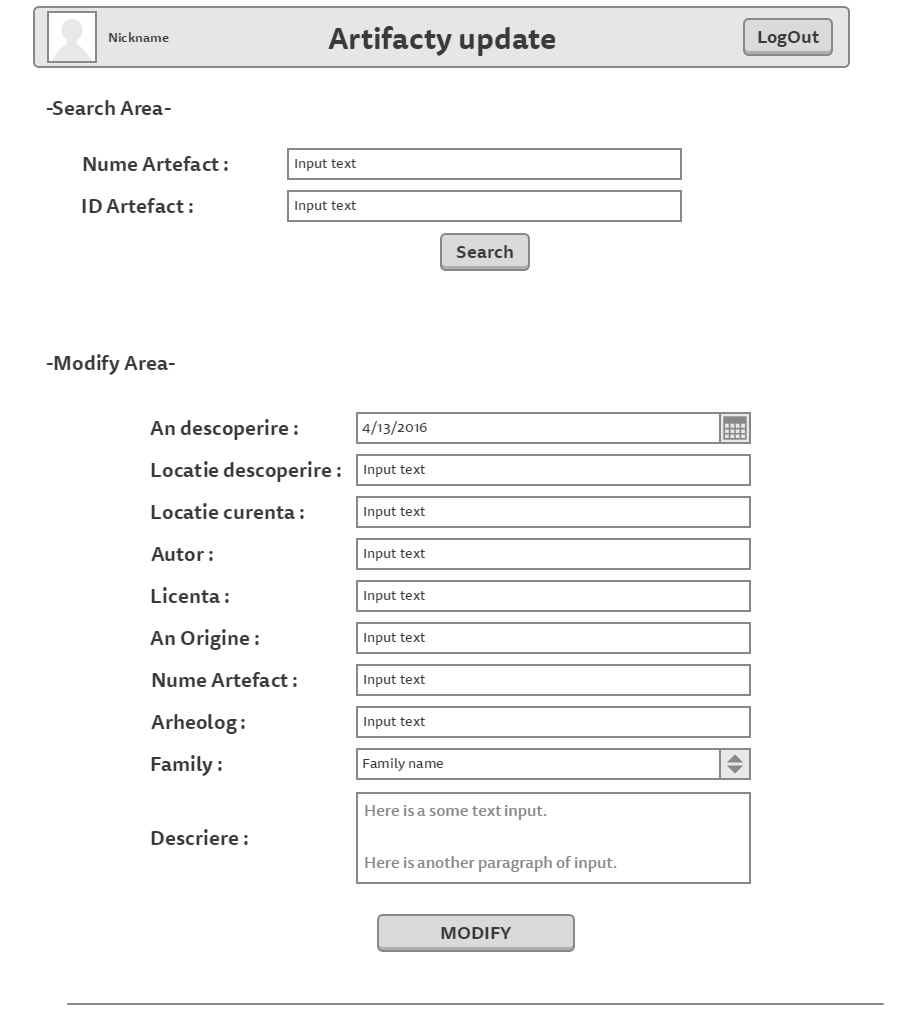 Nickname
Artifacty update
LogOut
-Search Area-
Nume Artefact : Input text
ID Artefact : Input text
Search
-Modify Area-
An descoperire : 4/13/2016
Locatie descoperire : Input text
Locatie curenta : Input text
Autor : Input text
Licenta : Input text
An Origine : Input text
Nume Artefact : Input text
Arheolog : Input text
Family : Family name
Descriere :
Here is a some text input.
Here is another paragraph of input.
MODIFY